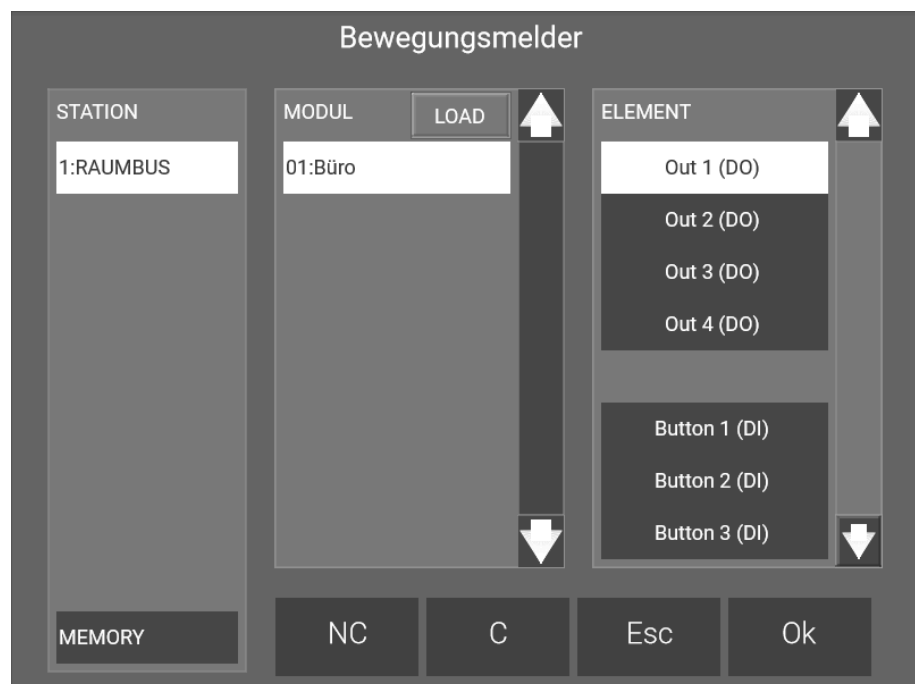 Bewegungsmelder
STATION
1:RAUMBUS
MEMORY
MODUL
LOAD
01:Büro
ELEMENT
Out 1 (DO)
Out 2 (DO)
Out 3 (DO)
Out 4 (DO)
Button 1 (DI)
Button 2 (DI)
Button 3 (DI)
NC
C
Esc
Ok